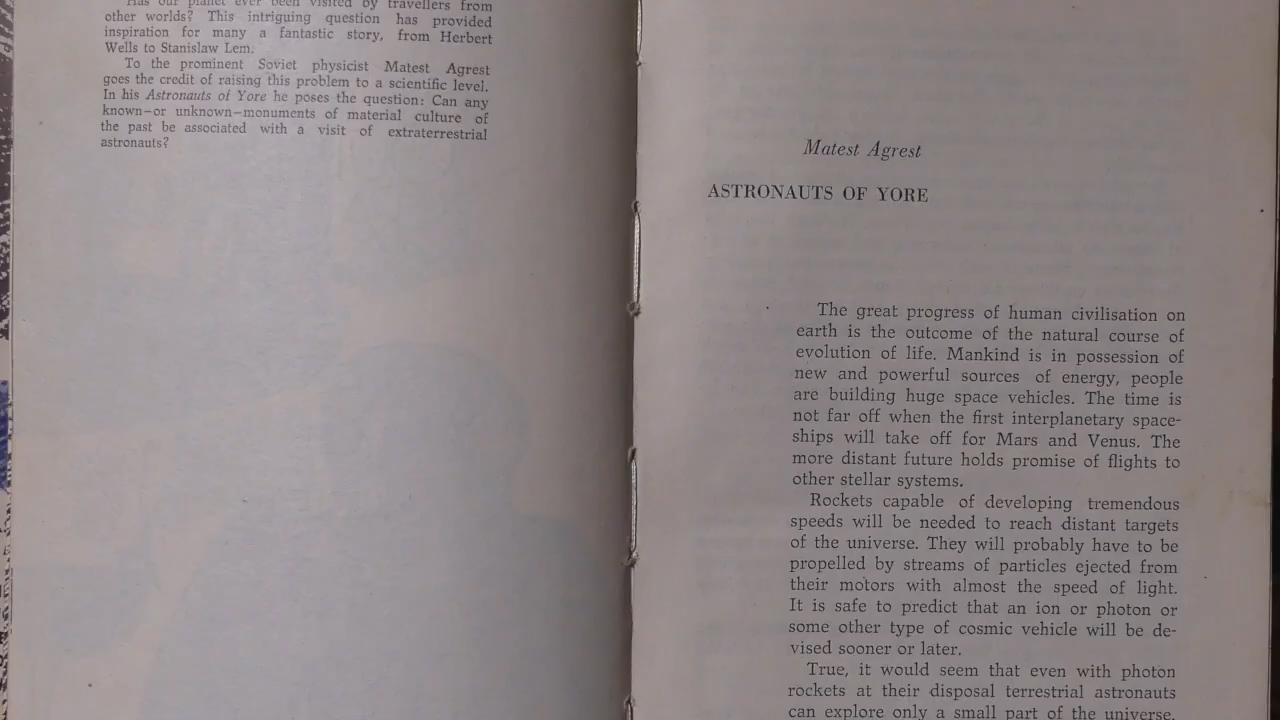 Has our planet ever been visited by travellers from
other worlds? This intriguing question has provided
inspiration for many a fantastic story, from Herbert
Wells to Stanislaw Lem.
To the prominent Soviet physicist Matest Agrest
goes the credit of raising this problem to a scientific level.
In his Astronauts of Yore he poses the question: Can any
known—or unknown—monuments of material culture of
the past be associated with a visit of extraterrestrial
astronauts?
Matest Agrest
ASTRONAUTS OF YORE
The great progress of human civilisation on
earth is the outcome of the natural course of
evolution of life. Mankind is in possession of
new and powerful sources of energy, people
are building huge space vehicles. The time is
not far off when the first interplanetary space-
ships will take off for Mars and Venus. The
more distant future holds promise of flights to
other stellar systems.
Rockets capable of developing tremendous
speeds will be needed to reach distant targets
of the universe. They will probably have to be
propelled by streams of particles ejected from
their motors with almost the speed of light.
It is safe to predict that an ion or photon or
some other type of cosmic vehicle will be de-
vised sooner or later.
True, it would seem that even with photon
rockets at their disposal terrestrial astronauts
can explore only a small part of the universe.